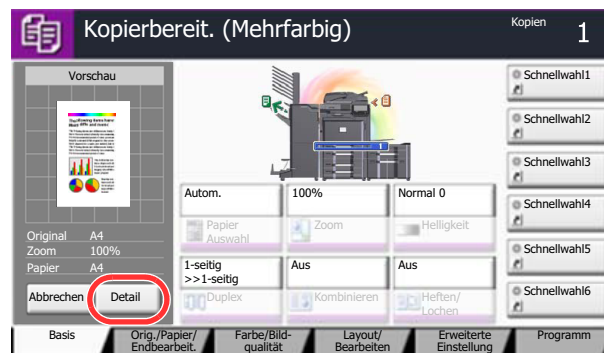 Kopierbereit. (Mehrfarbig)
Kopien
1
Vorschau
Original A4
Zoom 100%
Papier A4
Abbrechen
Detail
Autom.
Papier
Auswahl
100%
Zoom
Normal 0
Helligkeit
1-seitig
>>1-seitig
Duplex
Aus
Kombinieren
Aus
Heften/
Lochen
Schnellwahl1
Schnellwahl2
Schnellwahl3
Schnellwahl4
Schnellwahl5
Schnellwahl6
Basis
Orig./Papier/
Endbearbeit.
Farbe/Bild-
qualität
Layout/
Bearbeiten
Erweiterte
Einstellung
Programm